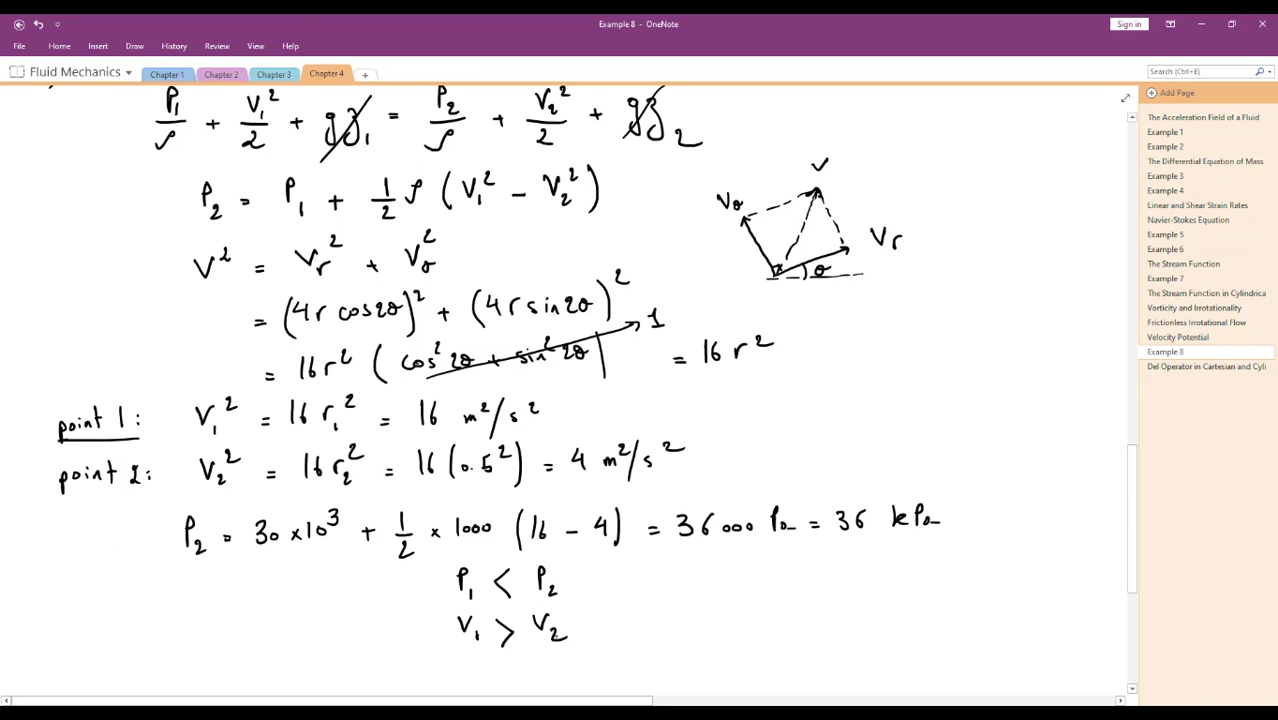 Example 8 - OneNote
Sign in
File Home Insert Draw History Review View Help
Fluid Mechanics Chapter 1 Chapter 2 Chapter 3 Chapter 4 +
Search (Ctrl+E)
Add Page
The Acceleration Field of a Fluid
Example 1
Example 2
The Differential Equation of Mass
Example 3
Example 4
Linear and Shear Strain Rates
Navier-Stokes Equation
Example 5
Example 6
The Stream Function
Example 7
The Stream Function in Cylindrica
Vorticity and Irrotationality
Frictionless Irrotational Flow
Velocity Potential
Example 8
Del Operator in Cartesian and Cyli
P₁/ρ + V₁²/2 + gz₁ = P₂/ρ + V₂²/2 + gz₂
P₂ = P₁ + 1/2 ρ (V₁² - V₂²)
V² = Vr² + Vθ²
= (4r cos2θ)² + (4r sin2θ)²
= 16r² (cos² 2θ + sin² 2θ) 1 = 16 r²
V
Vθ
Vr
θ
point 1: V₁² = 16 r₁² = 16 m²/s²
point 2: V₂² = 16 r₂² = 16 (0.5²) = 4 m²/s²
P₂ = 30 ×10³ + 1/2 × 1000 (16 - 4) = 36000 Pa = 36 kPa
P₁ < P₂
V₁ > V₂